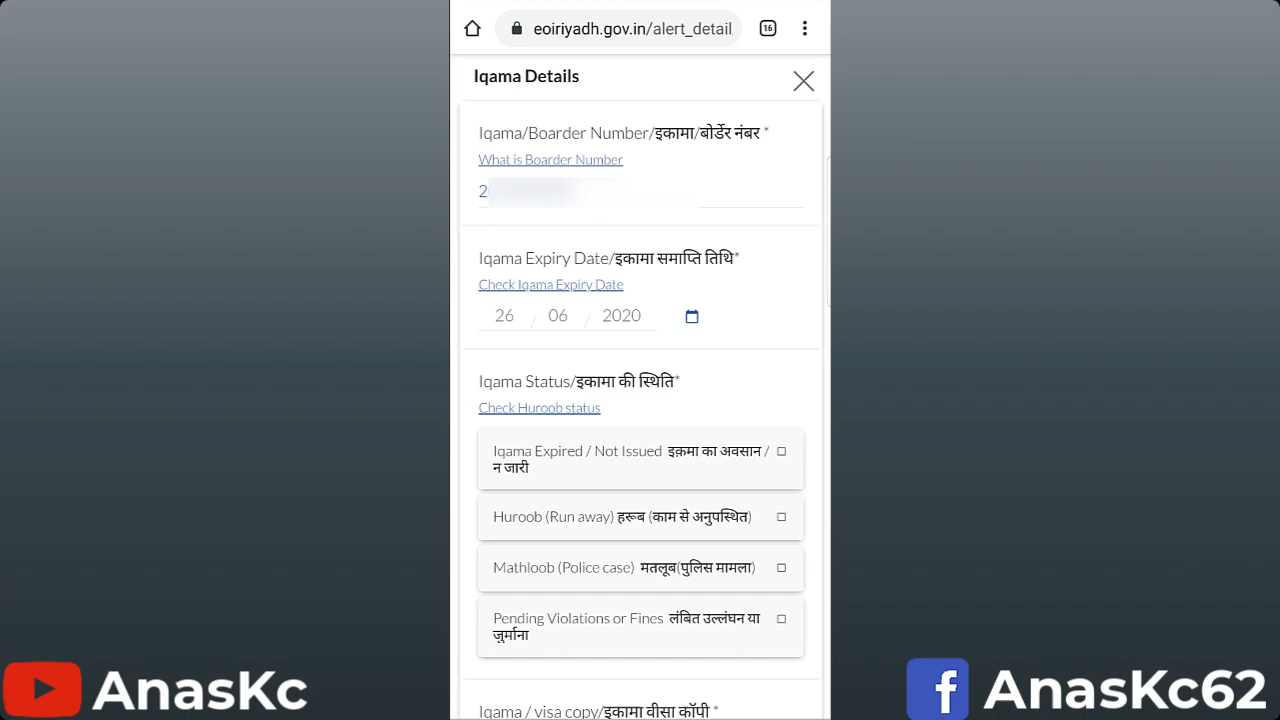 eoiriyadh.gov.in/alert_detail
16
Iqama Details
Iqama/Boarder Number/इकामा/बोर्डेर नंबर *
What is Boarder Number
2
Iqama Expiry Date/इकामा समाप्ति तिथि*
Check Iqama Expiry Date
26 / 06 / 2020
Iqama Status/इकामा की स्थिति*
Check Huroob status
Iqama Expired / Not Issued इक़मा का अवसान /
न जारी
Huroob (Run away) हरूब (काम से अनुपस्थित)
Mathloob (Police case) मतलूब(पुलिस मामला)
Pending Violations or Fines लंबित उल्लंघन या
जुर्माना
Iqama / visa copy/इकामा वीसा कॉपी *
AnasKc
AnasKc62